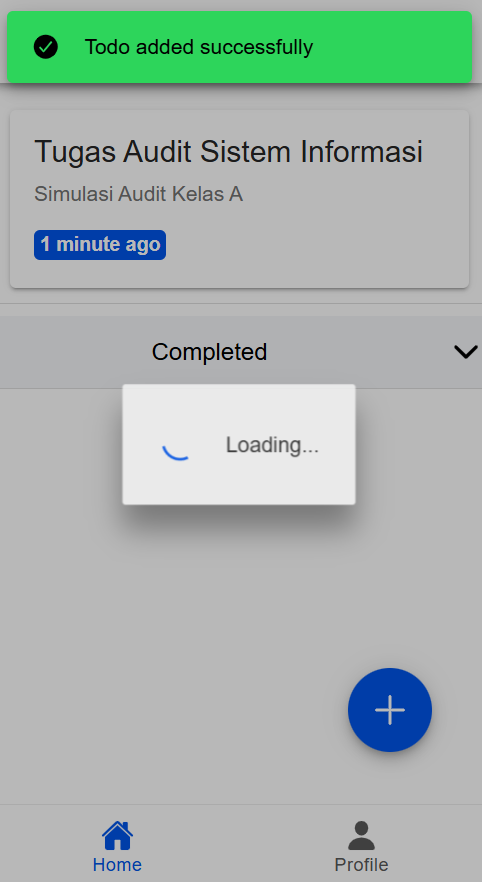 Todo added successfully
Tugas Audit Sistem Informasi
Simulasi Audit Kelas A
1 minute ago
Completed
Loading...
Home
Profile